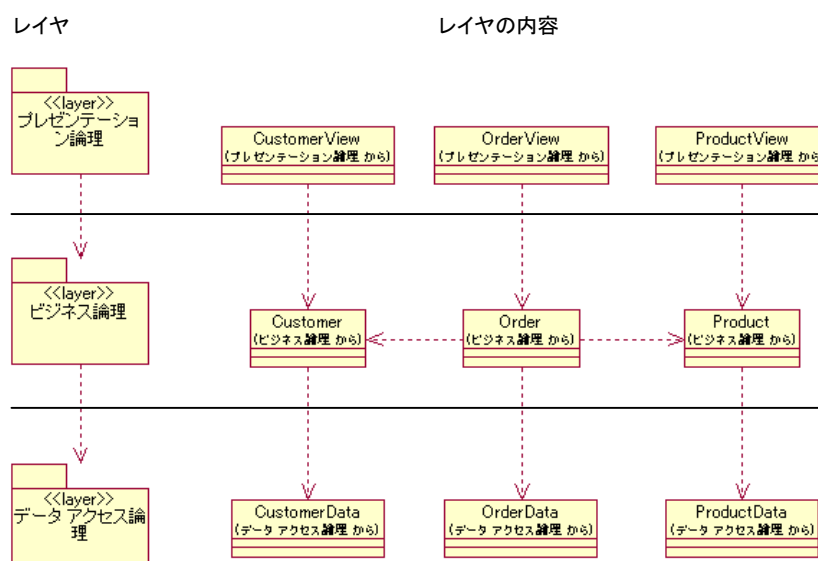 レイヤ
レイヤの内容
<<layer>>
プレゼンテーショ
ン論理
CustomerView
(プレゼンテーション論理 から)
OrderView
(プレゼンテーション論理 から)
ProductView
(プレゼンテーション論理 から
<<layer>>
ビジネス論理
Customer
(ビジネス論理 から)
Order
(ビジネス論理 から)
Product
(ビジネス論理 から)
<<layer>>
データ アクセス論
理
CustomerData
(データ アクセス論理 から)
OrderData
(データ アクセス論理 から)
ProductData
(データ アクセス論理 から)